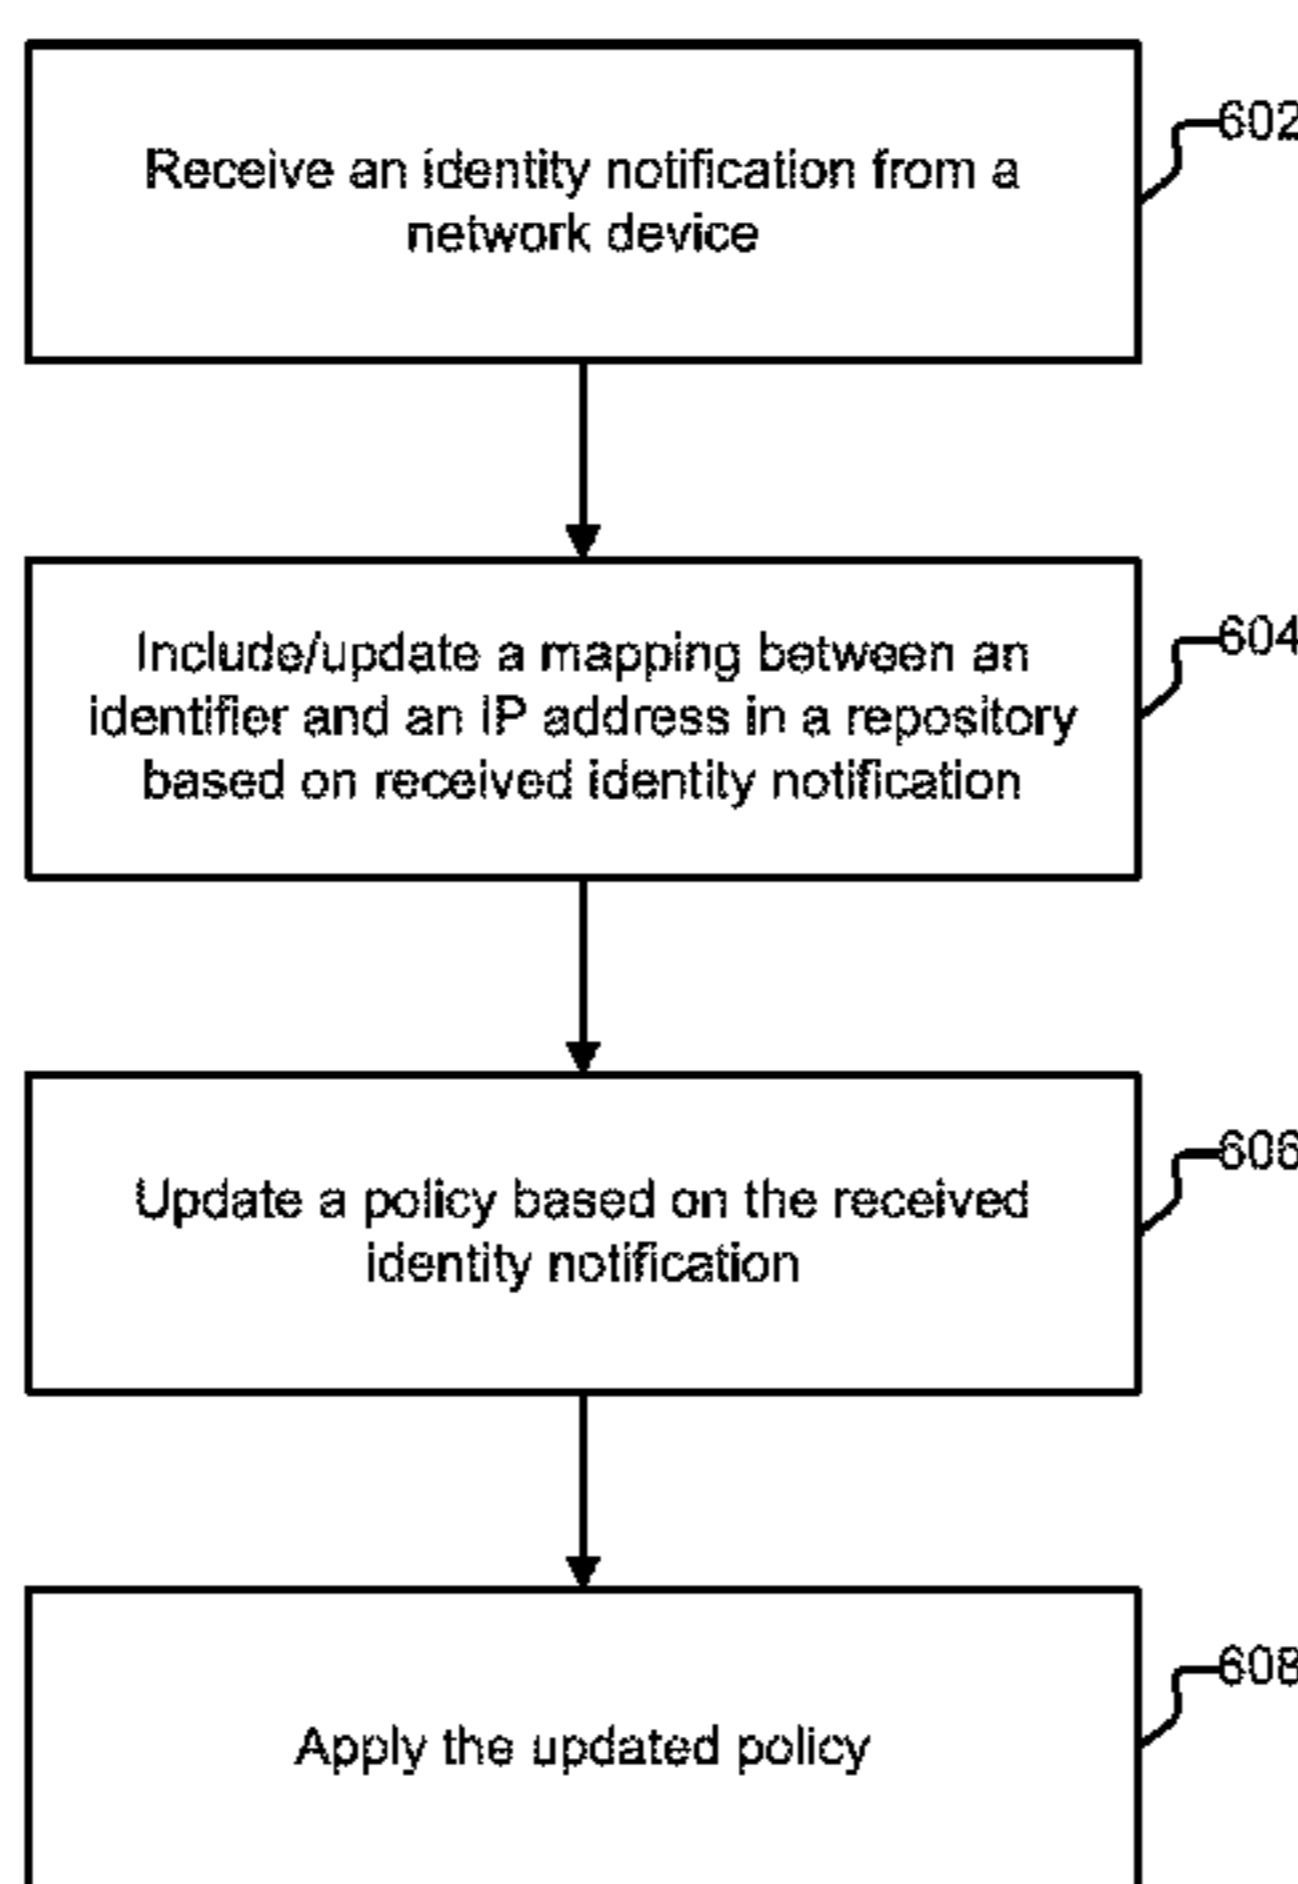 Receive an identity notification from a
network device
602
Include/update a mapping between an
identifier and an IP address in a repository
based on received identity notification
604
Update a policy based on the received
identity notification
606
Apply the updated policy
608